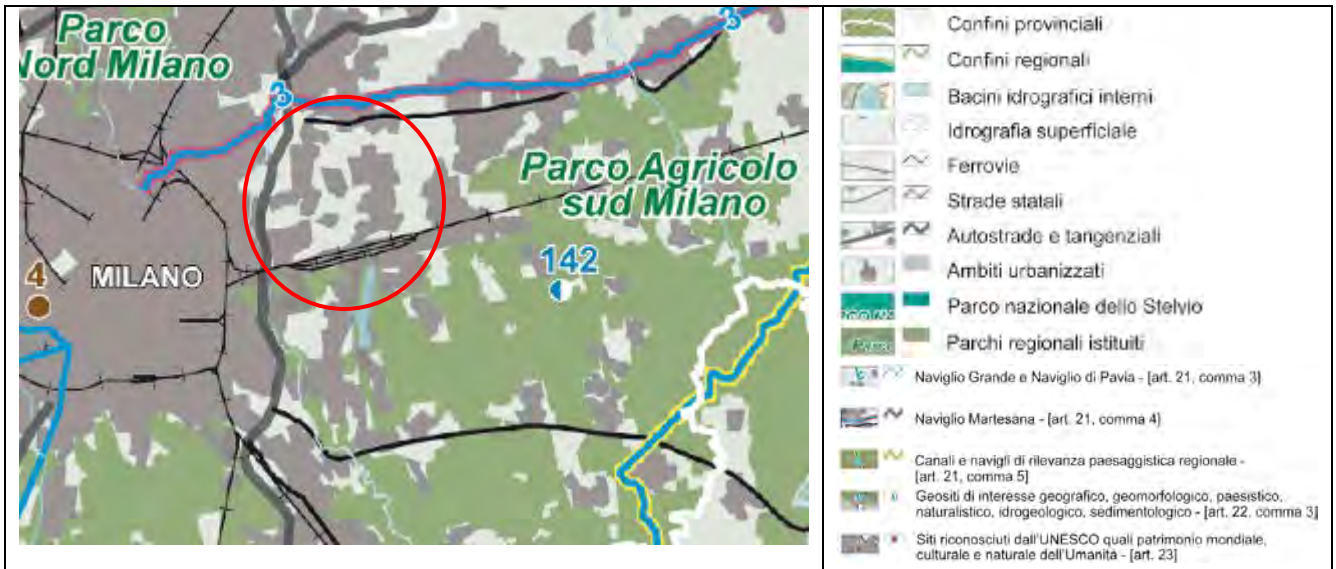 Parco
Nord Milano
3
3
Parco Agricolo
sud Milano
142
MILANO
4
Confini provinciali
Confini regionali
Bacini idrografici interni
Idrografia superficiale
Ferrovie
Strade statali
Autostrade e tangenziali
Ambiti urbanizzati
Parco nazionale dello Stelvio
Parchi regionali istituiti
Naviglio Grande e Naviglio di Pavia - [art. 21, comma 3]
Naviglio Martesana - [art. 21, comma 4]
Canali e navigli di rilevanza paesaggistica regionale -
[art. 21, comma 5]
Geositi di interesse geografico, geomorfologico, paesistico,
naturalistico, idrogeologico, sedimentologico - [art. 22, comma 3]
Siti riconosciuti dall'UNESCO quali patrimonio mondiale,
culturale e naturale dell'Umanità - [art. 23]